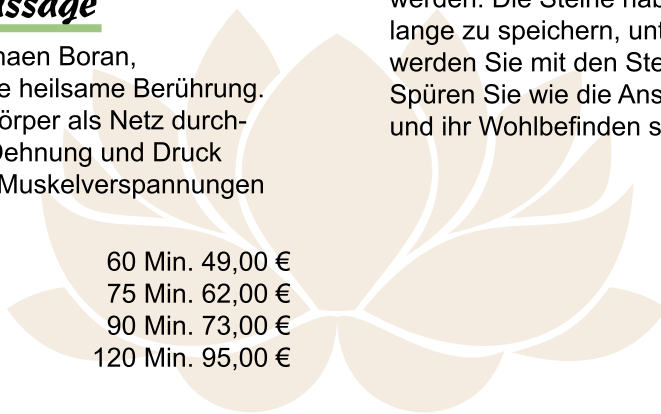 ssage
naen Boran,
e heilsame Berührung.
örper als Netz durch-
Dehnung und Druck
Muskelverspannungen
60 Min. 49,00 €
75 Min. 62,00 €
90 Min. 73,00 €
120 Min. 95,00 €
werden. Die Steine hab
lange zu speichern, unt
werden Sie mit den Ste
Spüren Sie wie die Ans
und ihr Wohlbefinden s